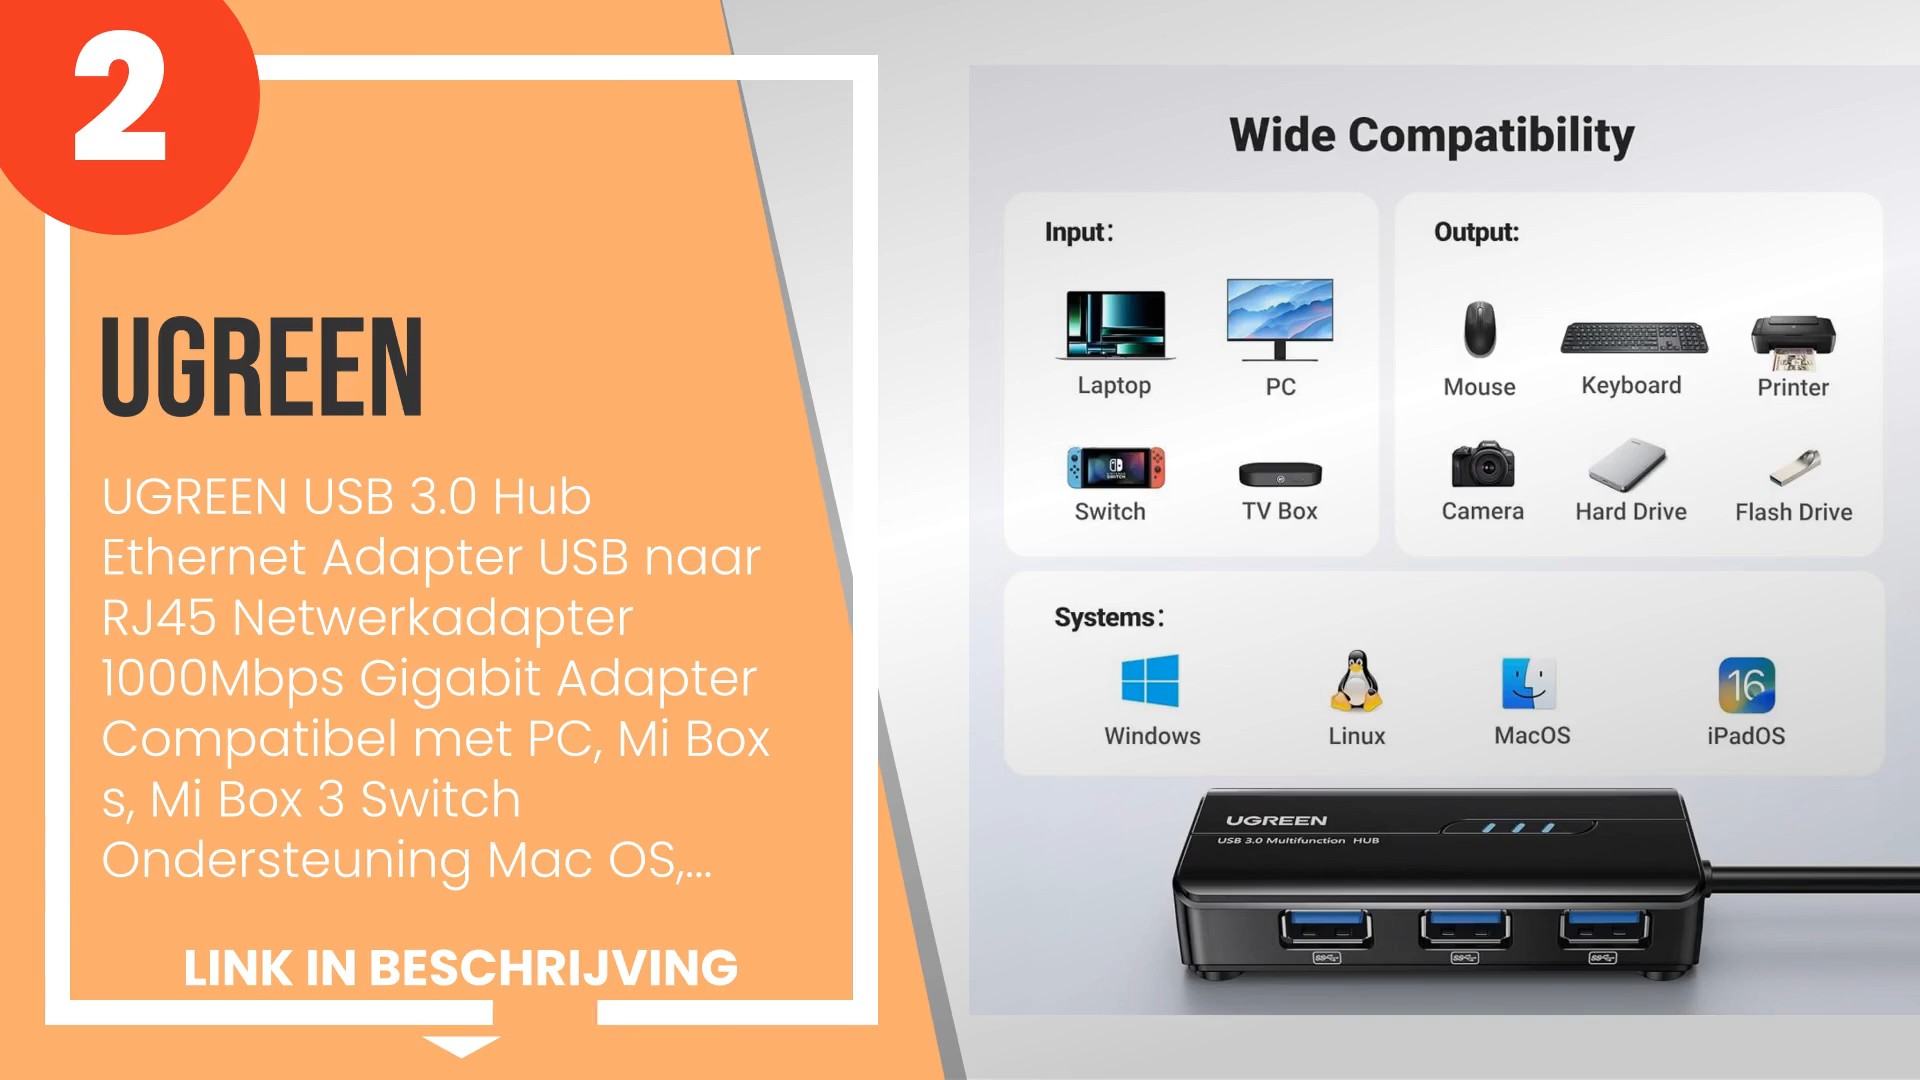 2
UGREEN
UGREEN USB 3.0 Hub
Ethernet Adapter USB naar
RJ45 Netwerkadapter
1000Mbps Gigabit Adapter
Compatibel met PC, Mi Box
s, Mi Box 3 Switch
Ondersteuning Mac OS,...
LINK IN BESCHRIJVING
Wide Compatibility
Input:
Laptop
PC
Switch
TV Box
Output:
Mouse
Keyboard
Printer
Camera
Hard Drive
Flash Drive
Systems:
16
Windows
Linux
MacOS
iPadOS
UGREEN
USB 3.0 Multifunction HUB